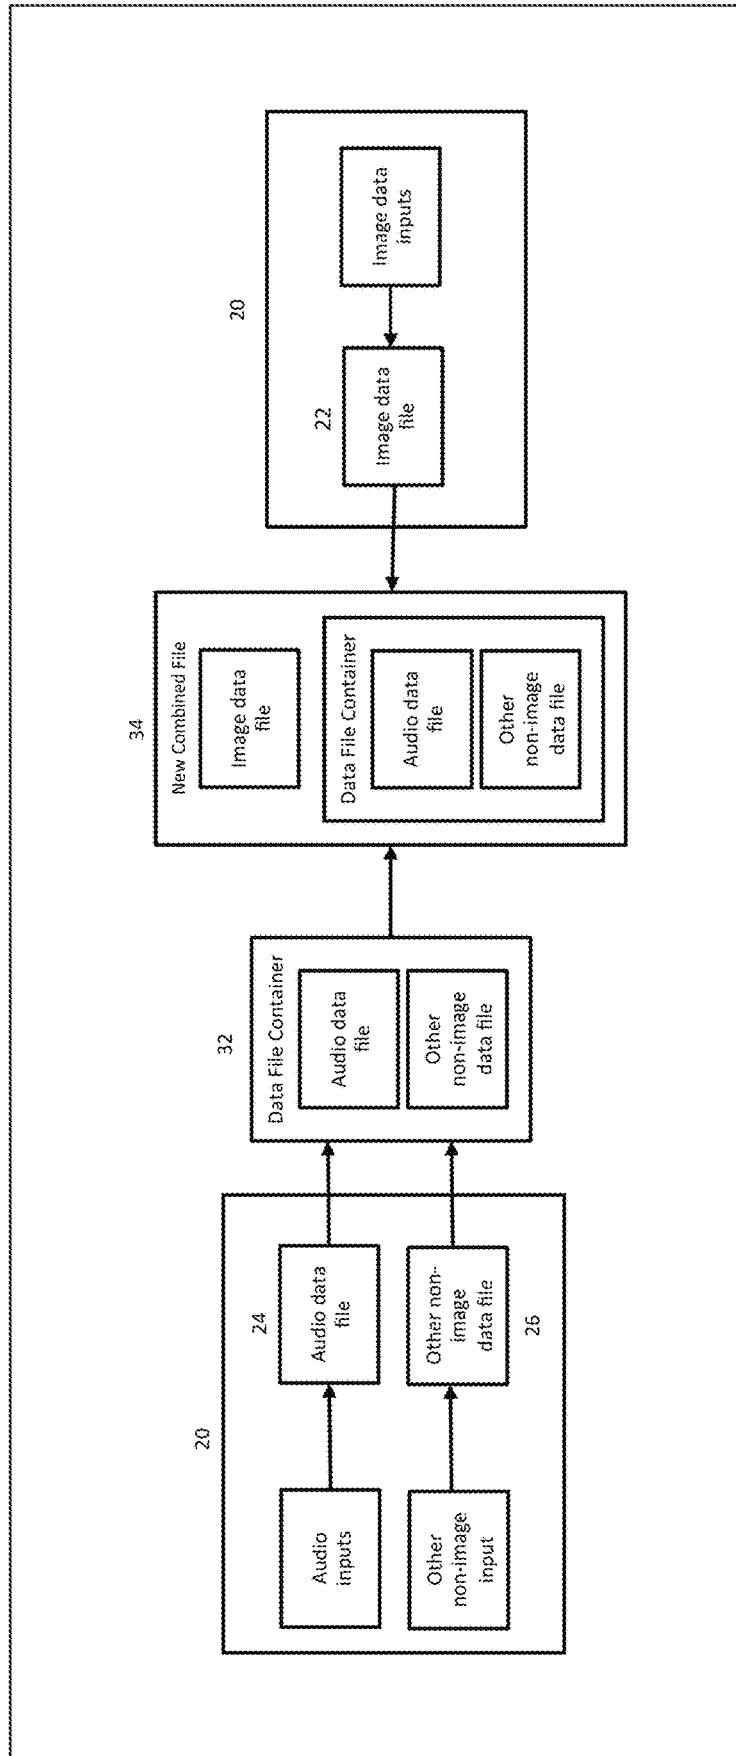 20
Audio
inputs
Other
non-image
input
24
Audio data
file
Other non-
image
data file
26
32
Data File Container
Audio data
file
Other
non-image
data file
34
New Combined File
Image data
file
Data File Container
Audio data
file
Other
non-image
data file
20
22
Image data
file
Image data
inputs